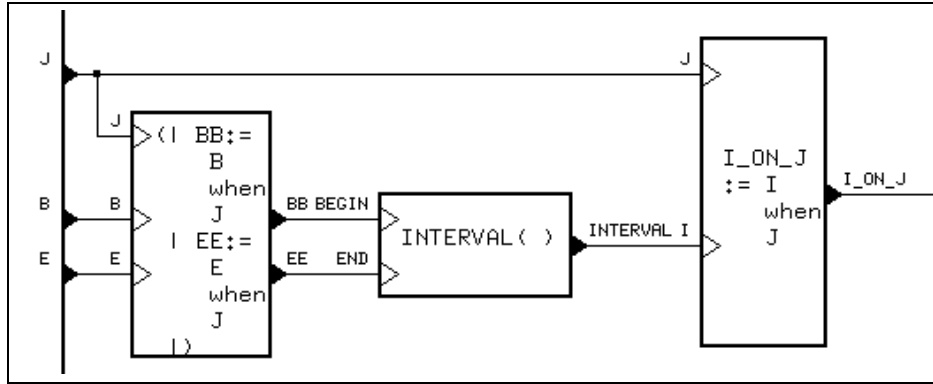 J
J
J
(| BB:=
B
when
J
| EE:=
E
when
J
|)
B
B
E
E
BB BEGIN
EE END
INTERVAL( )
INTERVAL I
I_ON_J
:= I
when
J
I_ON_J